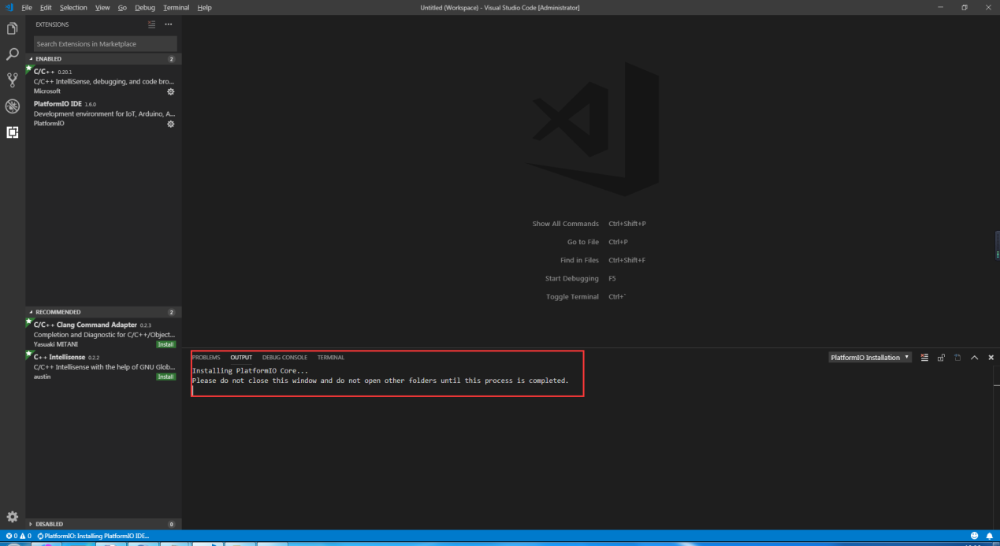 File Edit Selection View Go Debug Terminal Help
Untitled (Workspace) - Visual Studio Code [Administrator]
EXTENSIONS
Search Extensions in Marketplace
ENABLED 2
C/C++ 0.20.1
C/C++ IntelliSense, debugging, and code bro...
Microsoft
PlatformIO IDE 1.6.0
Development environment for IoT, Arduino, A...
PlatformIO
Show All Commands Ctrl+Shift+P
Go to File Ctrl+P
Find in Files Ctrl+Shift+F
Start Debugging F5
Toggle Terminal Ctrl+`
RECOMMENDED 2
C/C++ Clang Command Adapter 0.2.3
Completion and Diagnostic for C/C++/Object...
Yasuaki MITANI Install
C++ Intellisense 0.2.2
C/C++ Intellisense with the help of GNU Glob...
austin Install
PROBLEMS OUTPUT DEBUG CONSOLE TERMINAL
PlatformIO Installation
Installing PlatformIO Core...
Please do not close this window and do not open other folders until this process is completed.
DISABLED 0
0 0 PlatformIO: Installing PlatformIO IDE...